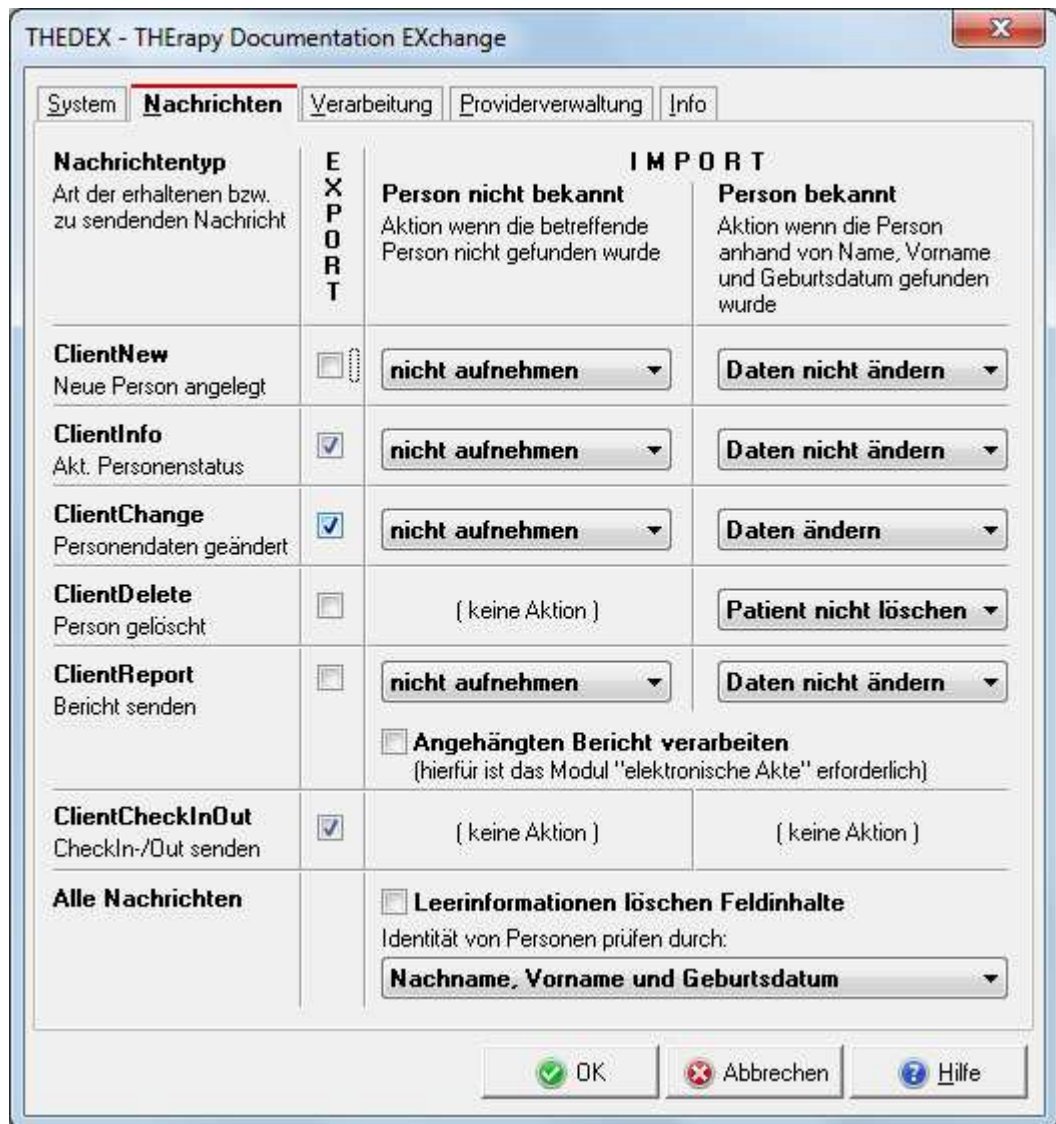 THEDEX - THErapy Documentation EXchange
System
Nachrichten
Verarbeitung
Providerverwaltung
Info
Nachrichtentyp
Art der erhaltenen bzw.
zu sendenden Nachricht
E
X
P
O
R
T
I M P O R T
Person nicht bekannt
Aktion wenn die betreffende
Person nicht gefunden wurde
Person bekannt
Aktion wenn die Person
anhand von Name, Vorname
und Geburtsdatum gefunden
wurde
ClientNew
Neue Person angelegt
nicht aufnehmen
Daten nicht ändern
ClientInfo
Akt. Personenstatus
nicht aufnehmen
Daten nicht ändern
ClientChange
Personendaten geändert
nicht aufnehmen
Daten ändern
ClientDelete
Person gelöscht
( keine Aktion )
Patient nicht löschen
ClientReport
Bericht senden
nicht aufnehmen
Daten nicht ändern
Angehängten Bericht verarbeiten
(hierfür ist das Modul "elektronische Akte" erforderlich)
ClientCheckInOut
CheckIn-/Out senden
( keine Aktion )
( keine Aktion )
Alle Nachrichten
Leerinformationen löschen Feldinhalte
Identität von Personen prüfen durch:
Nachname, Vorname und Geburtsdatum
OK
Abbrechen
Hilfe